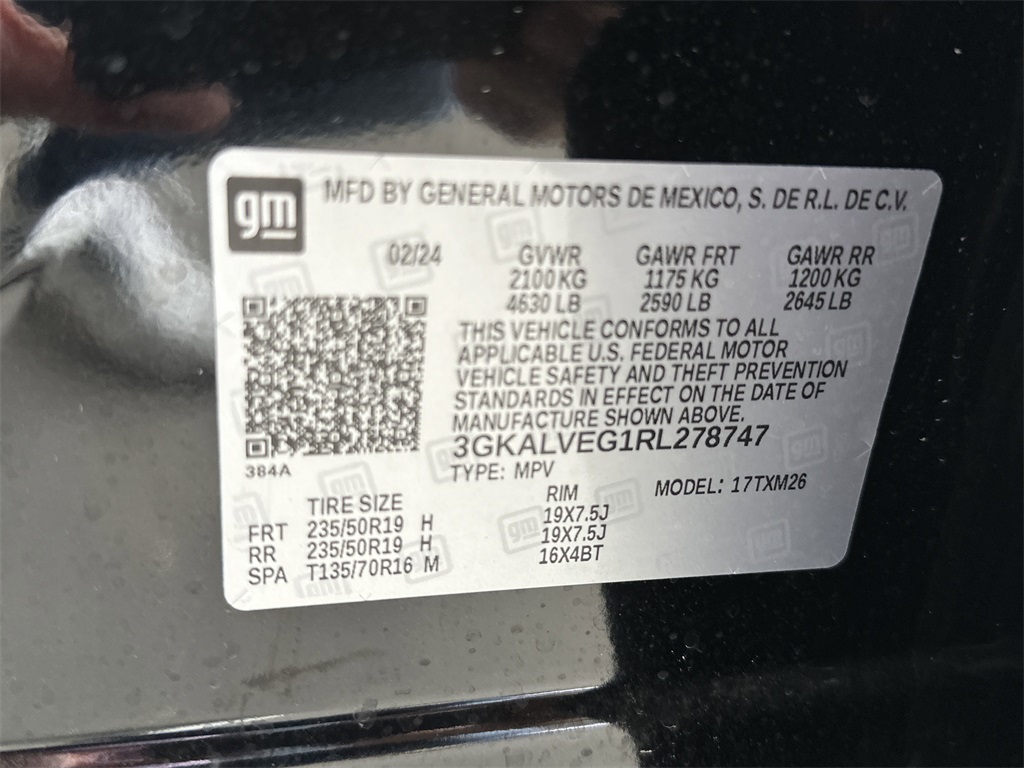 gm
MFD BY GENERAL MOTORS DE MEXICO, S. DE R.L. DE C.V.
02/24 GVWR GAWR FRT GAWR RR
2100 KG 1175 KG 1200 KG
4630 LB 2590 LB 2645 LB
THIS VEHICLE CONFORMS TO ALL
APPLICABLE U.S. FEDERAL MOTOR
VEHICLE SAFETY AND THEFT PREVENTION
STANDARDS IN EFFECT ON THE DATE OF
MANUFACTURE SHOWN ABOVE.
3GKALVEG1RL278747
384A
TYPE: MPV MODEL: 17TXM26
TIRE SIZE RIM
FRT 235/50R19 H 19X7.5J
RR 235/50R19 H 19X7.5J
SPA T135/70R16 M 16X4BT